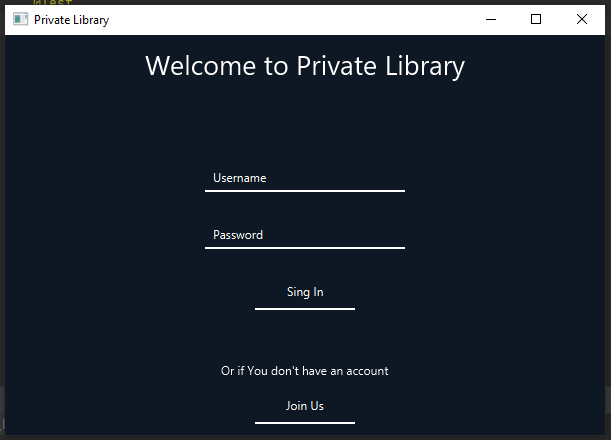 @Test
Private Library
Welcome to Private Library
Username
Password
Sing In
Or if You don't have an account
Join Us